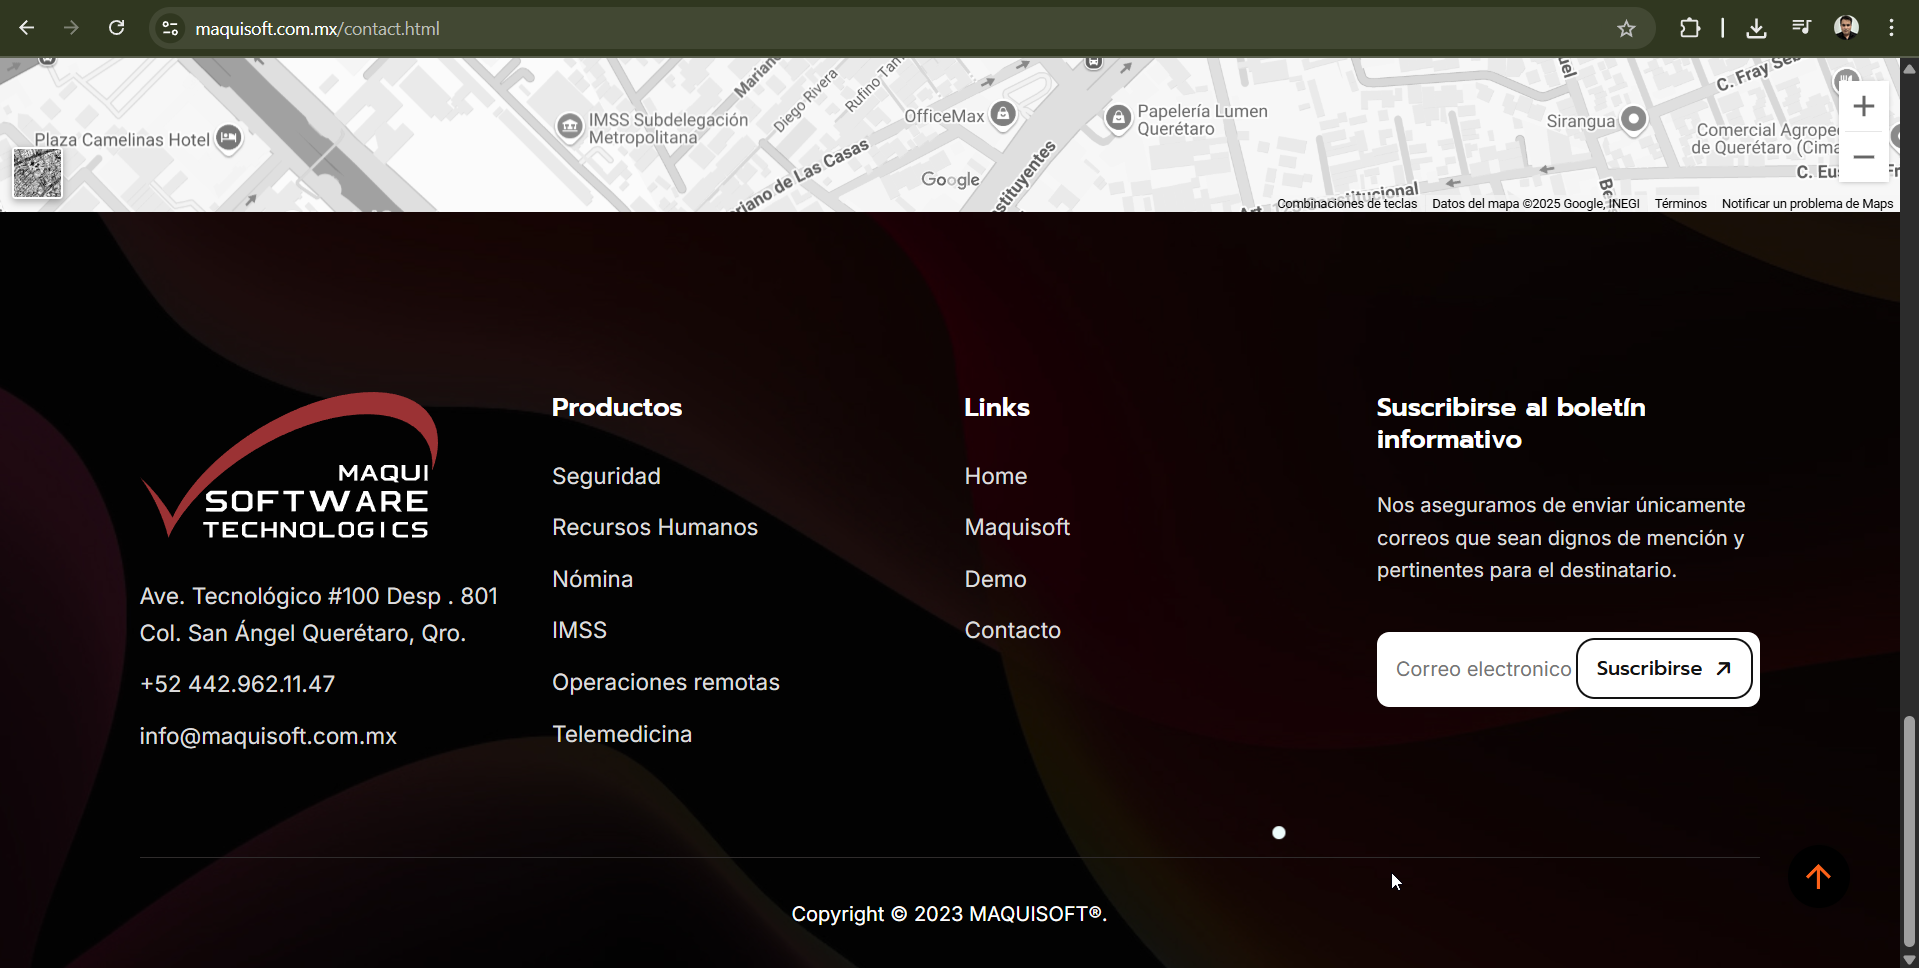 maquisoft.com.mx/contact.html
Mariano
Diego Rivera
Rufino Tam
C. Fray Se
Plaza Camelinas Hotel
IMSS Subdelegación
Metropolitana
OfficeMax
Papelería Lumen
Querétaro
Sirangua
Comercial Agrope
de Querétaro (Cima
riano de Las Casas
stituyentes
Google
C. Eus
Combinaciones de teclas
Datos del mapa ©2025 Google, INEGI
Términos
Notificar un problema de Maps
MAQUI
SOFTWARE
TECHNOLOGICS
Ave. Tecnológico #100 Desp . 801
Col. San Ángel Querétaro, Qro.
+52 442.962.11.47
info@maquisoft.com.mx
Productos
Seguridad
Recursos Humanos
Nómina
IMSS
Operaciones remotas
Telemedicina
Links
Home
Maquisoft
Demo
Contacto
Suscribirse al boletín
informativo
Nos aseguramos de enviar únicamente
correos que sean dignos de mención y
pertinentes para el destinatario.
Correo electronico
Suscribirse
Copyright © 2023 MAQUISOFT®.